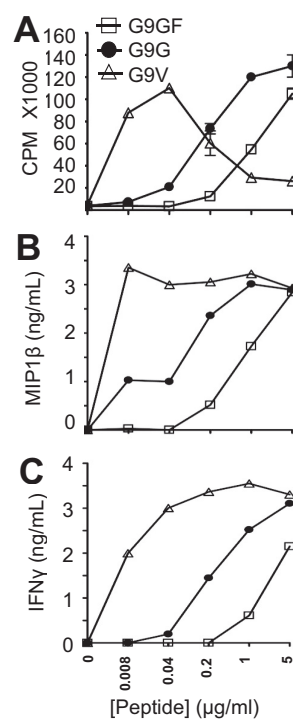 A
G9GF
G9G
G9V
CPM X1000
160
140
120
100
80
60
40
20
B
MIP1β (ng/mL)
4
3
2
1
0
C
IFNγ (ng/mL)
4
3
2
1
0
0
0.008
0.04
0.2
1
5
[Peptide] (μg/ml)